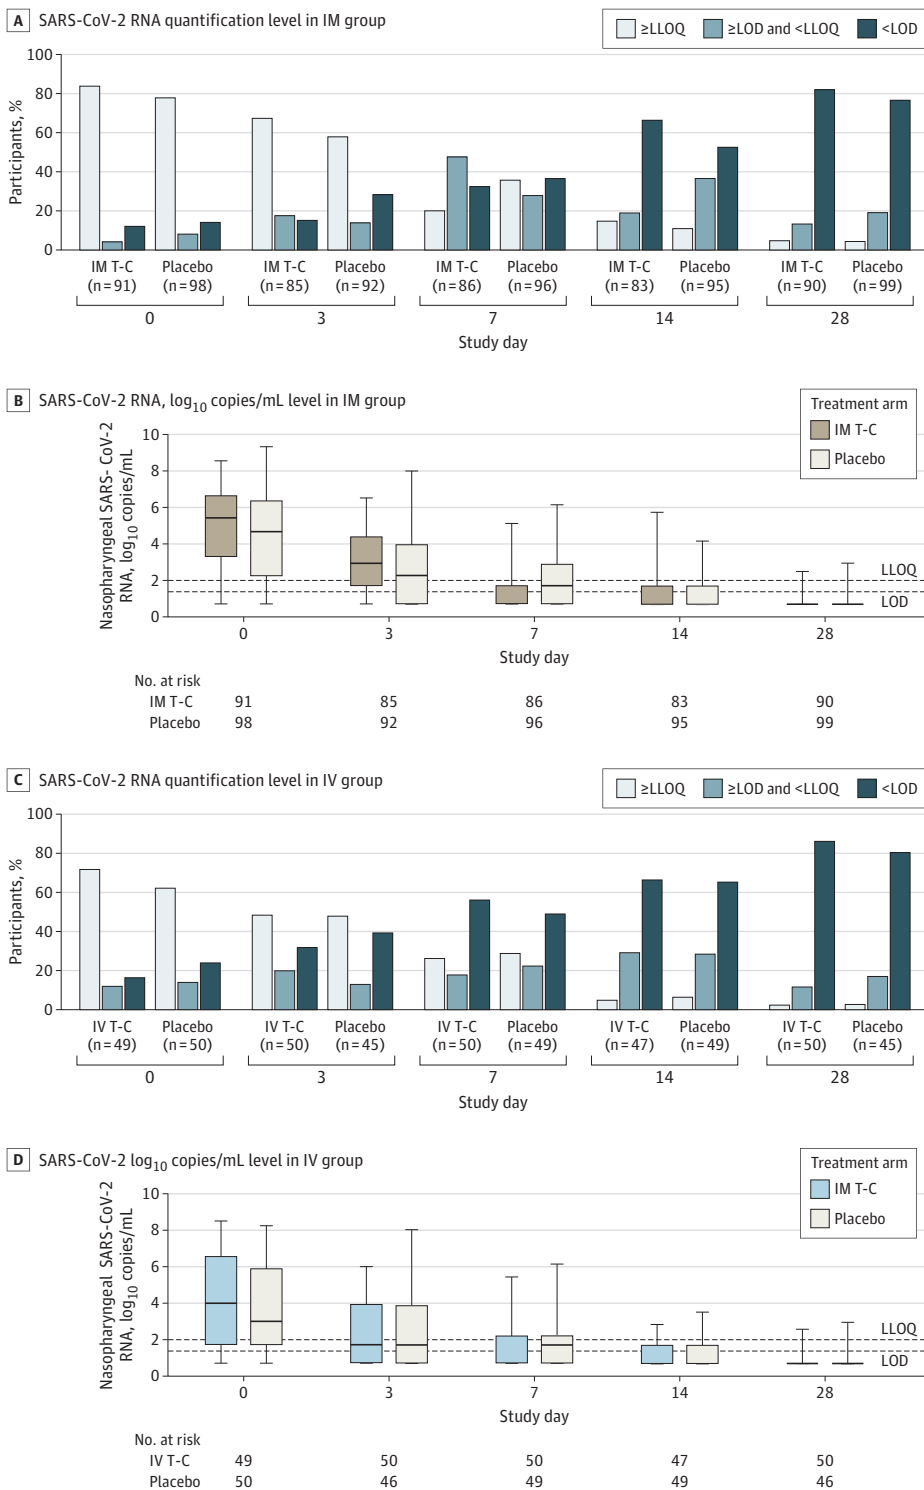 A SARS-CoV-2 RNA quantification level in IM group
≥LLOQ ≥LOD and <LLOQ <LOD
Participants, %
100
80
60
40
20
0
IM T-C Placebo IM T-C Placebo IM T-C Placebo IM T-C Placebo IM T-C Placebo
(n=91) (n=98) (n=85) (n=92) (n=86) (n=96) (n=83) (n=95) (n=90) (n=99)
0 3 7 14 28
Study day
B SARS-CoV-2 RNA, log10 copies/mL level in IM group
Treatment arm
IM T-C
Placebo
Nasopharyngeal SARS- CoV-2
RNA, log10 copies/mL
10
8
6
4
2
0
LLOQ
LOD
0 3 7 14 28
Study day
No. at risk
IM T-C 91 85 86 83 90
Placebo 98 92 96 95 99
C SARS-CoV-2 RNA quantification level in IV group
≥LLOQ ≥LOD and <LLOQ <LOD
Participants, %
100
80
60
40
20
0
IV T-C Placebo IV T-C Placebo IV T-C Placebo IV T-C Placebo IV T-C Placebo
(n=49) (n=50) (n=50) (n=45) (n=50) (n=49) (n=47) (n=49) (n=50) (n=45)
0 3 7 14 28
Study day
D SARS-CoV-2 log10 copies/mL level in IV group
Treatment arm
IM T-C
Placebo
Nasopharyngeal SARS-CoV-2
RNA, log10 copies/mL
10
8
6
4
2
0
LLOQ
LOD
0 3 7 14 28
Study day
No. at risk
IV T-C 49 50 50 47 50
Placebo 50 46 49 49 46